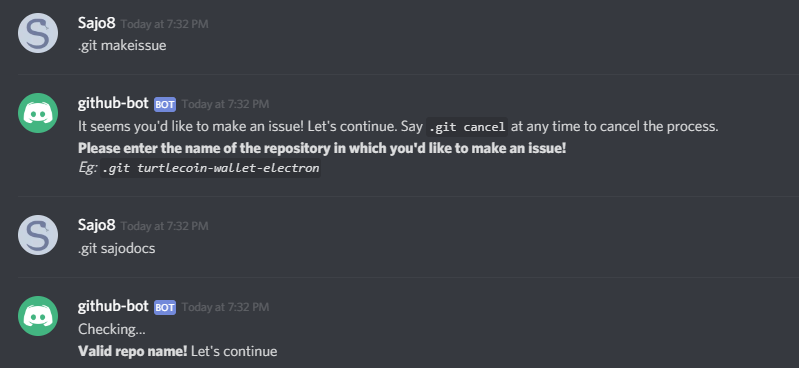 Sajo8 Today at 7:32 PM
.git makeissue
github-bot BOT Today at 7:32 PM
It seems you'd like to make an issue! Let's continue. Say .git cancel at any time to cancel the process.
Please enter the name of the repository in which you'd like to make an issue!
Eg: .git turtlecoin-wallet-electron
Sajo8 Today at 7:32 PM
.git sajodocs
github-bot BOT Today at 7:32 PM
Checking...
Valid repo name! Let's continue